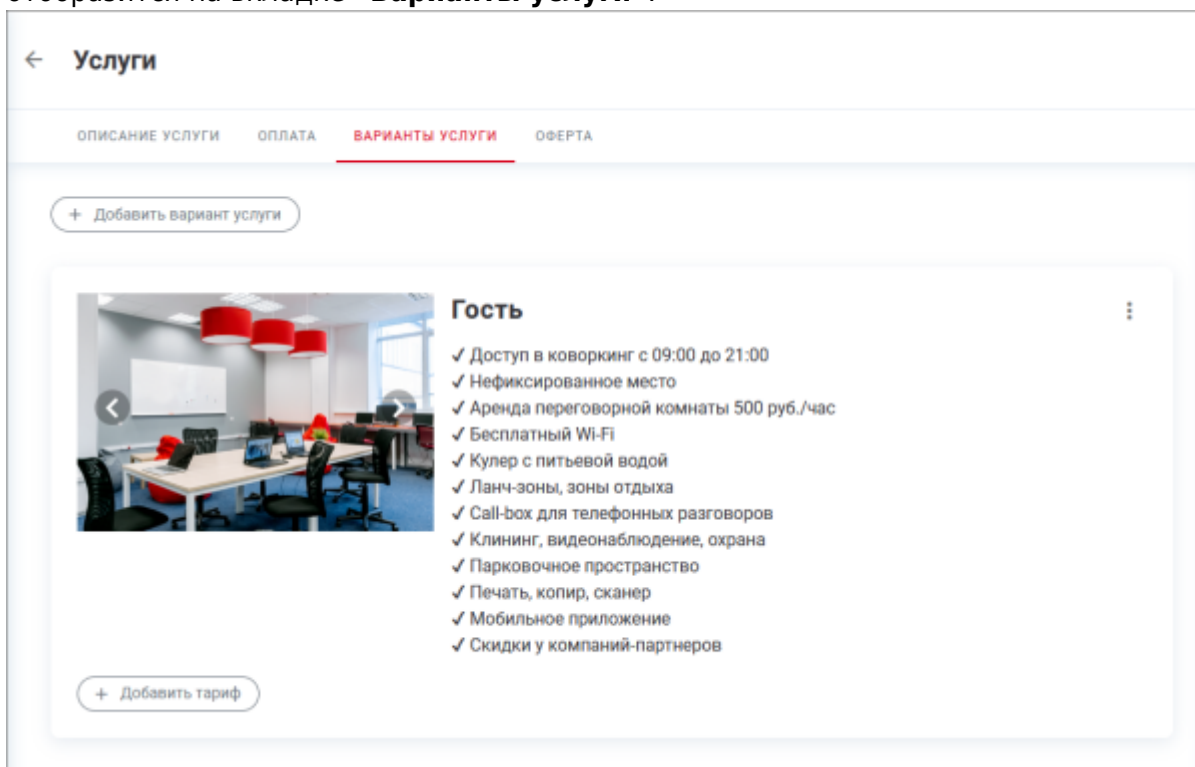 Услуги
ОПИСАНИЕ УСЛУГИ ОПЛАТА ВАРИАНТЫ УСЛУГИ ОФЕРТА
+ Добавить вариант услуги
Гость
✓ Доступ в коворкинг с 09:00 до 21:00
✓ Нефиксированное место
✓ Аренда переговорной комнаты 500 руб./час
✓ Бесплатный Wi-Fi
✓ Кулер с питьевой водой
✓ Ланч-зоны, зоны отдыха
✓ Call-box для телефонных разговоров
✓ Клининг, видеонаблюдение, охрана
✓ Парковочное пространство
✓ Печать, копир, сканер
✓ Мобильное приложение
✓ Скидки у компаний-партнеров
+ Добавить тариф